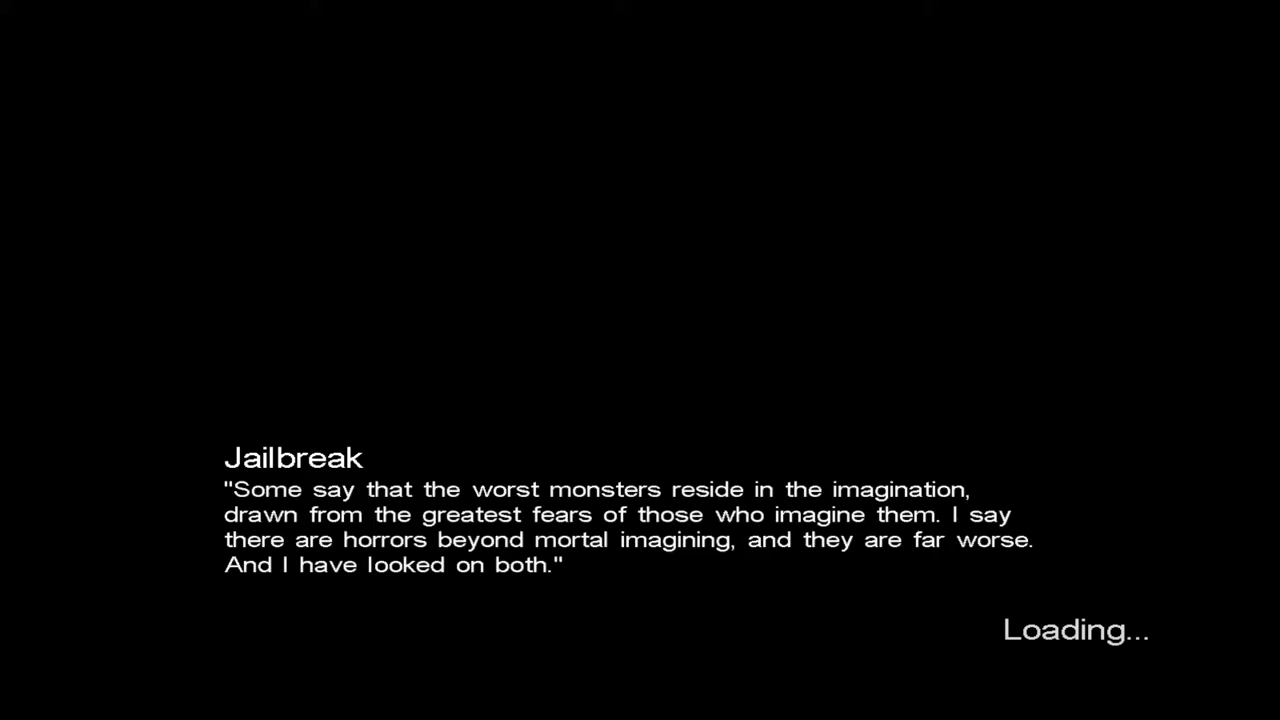 Jailbreak
"Some say that the worst monsters reside in the imagination,
drawn from the greatest fears of those who imagine them. I say
there are horrors beyond mortal imagining, and they are far worse.
And I have looked on both."
Loading...